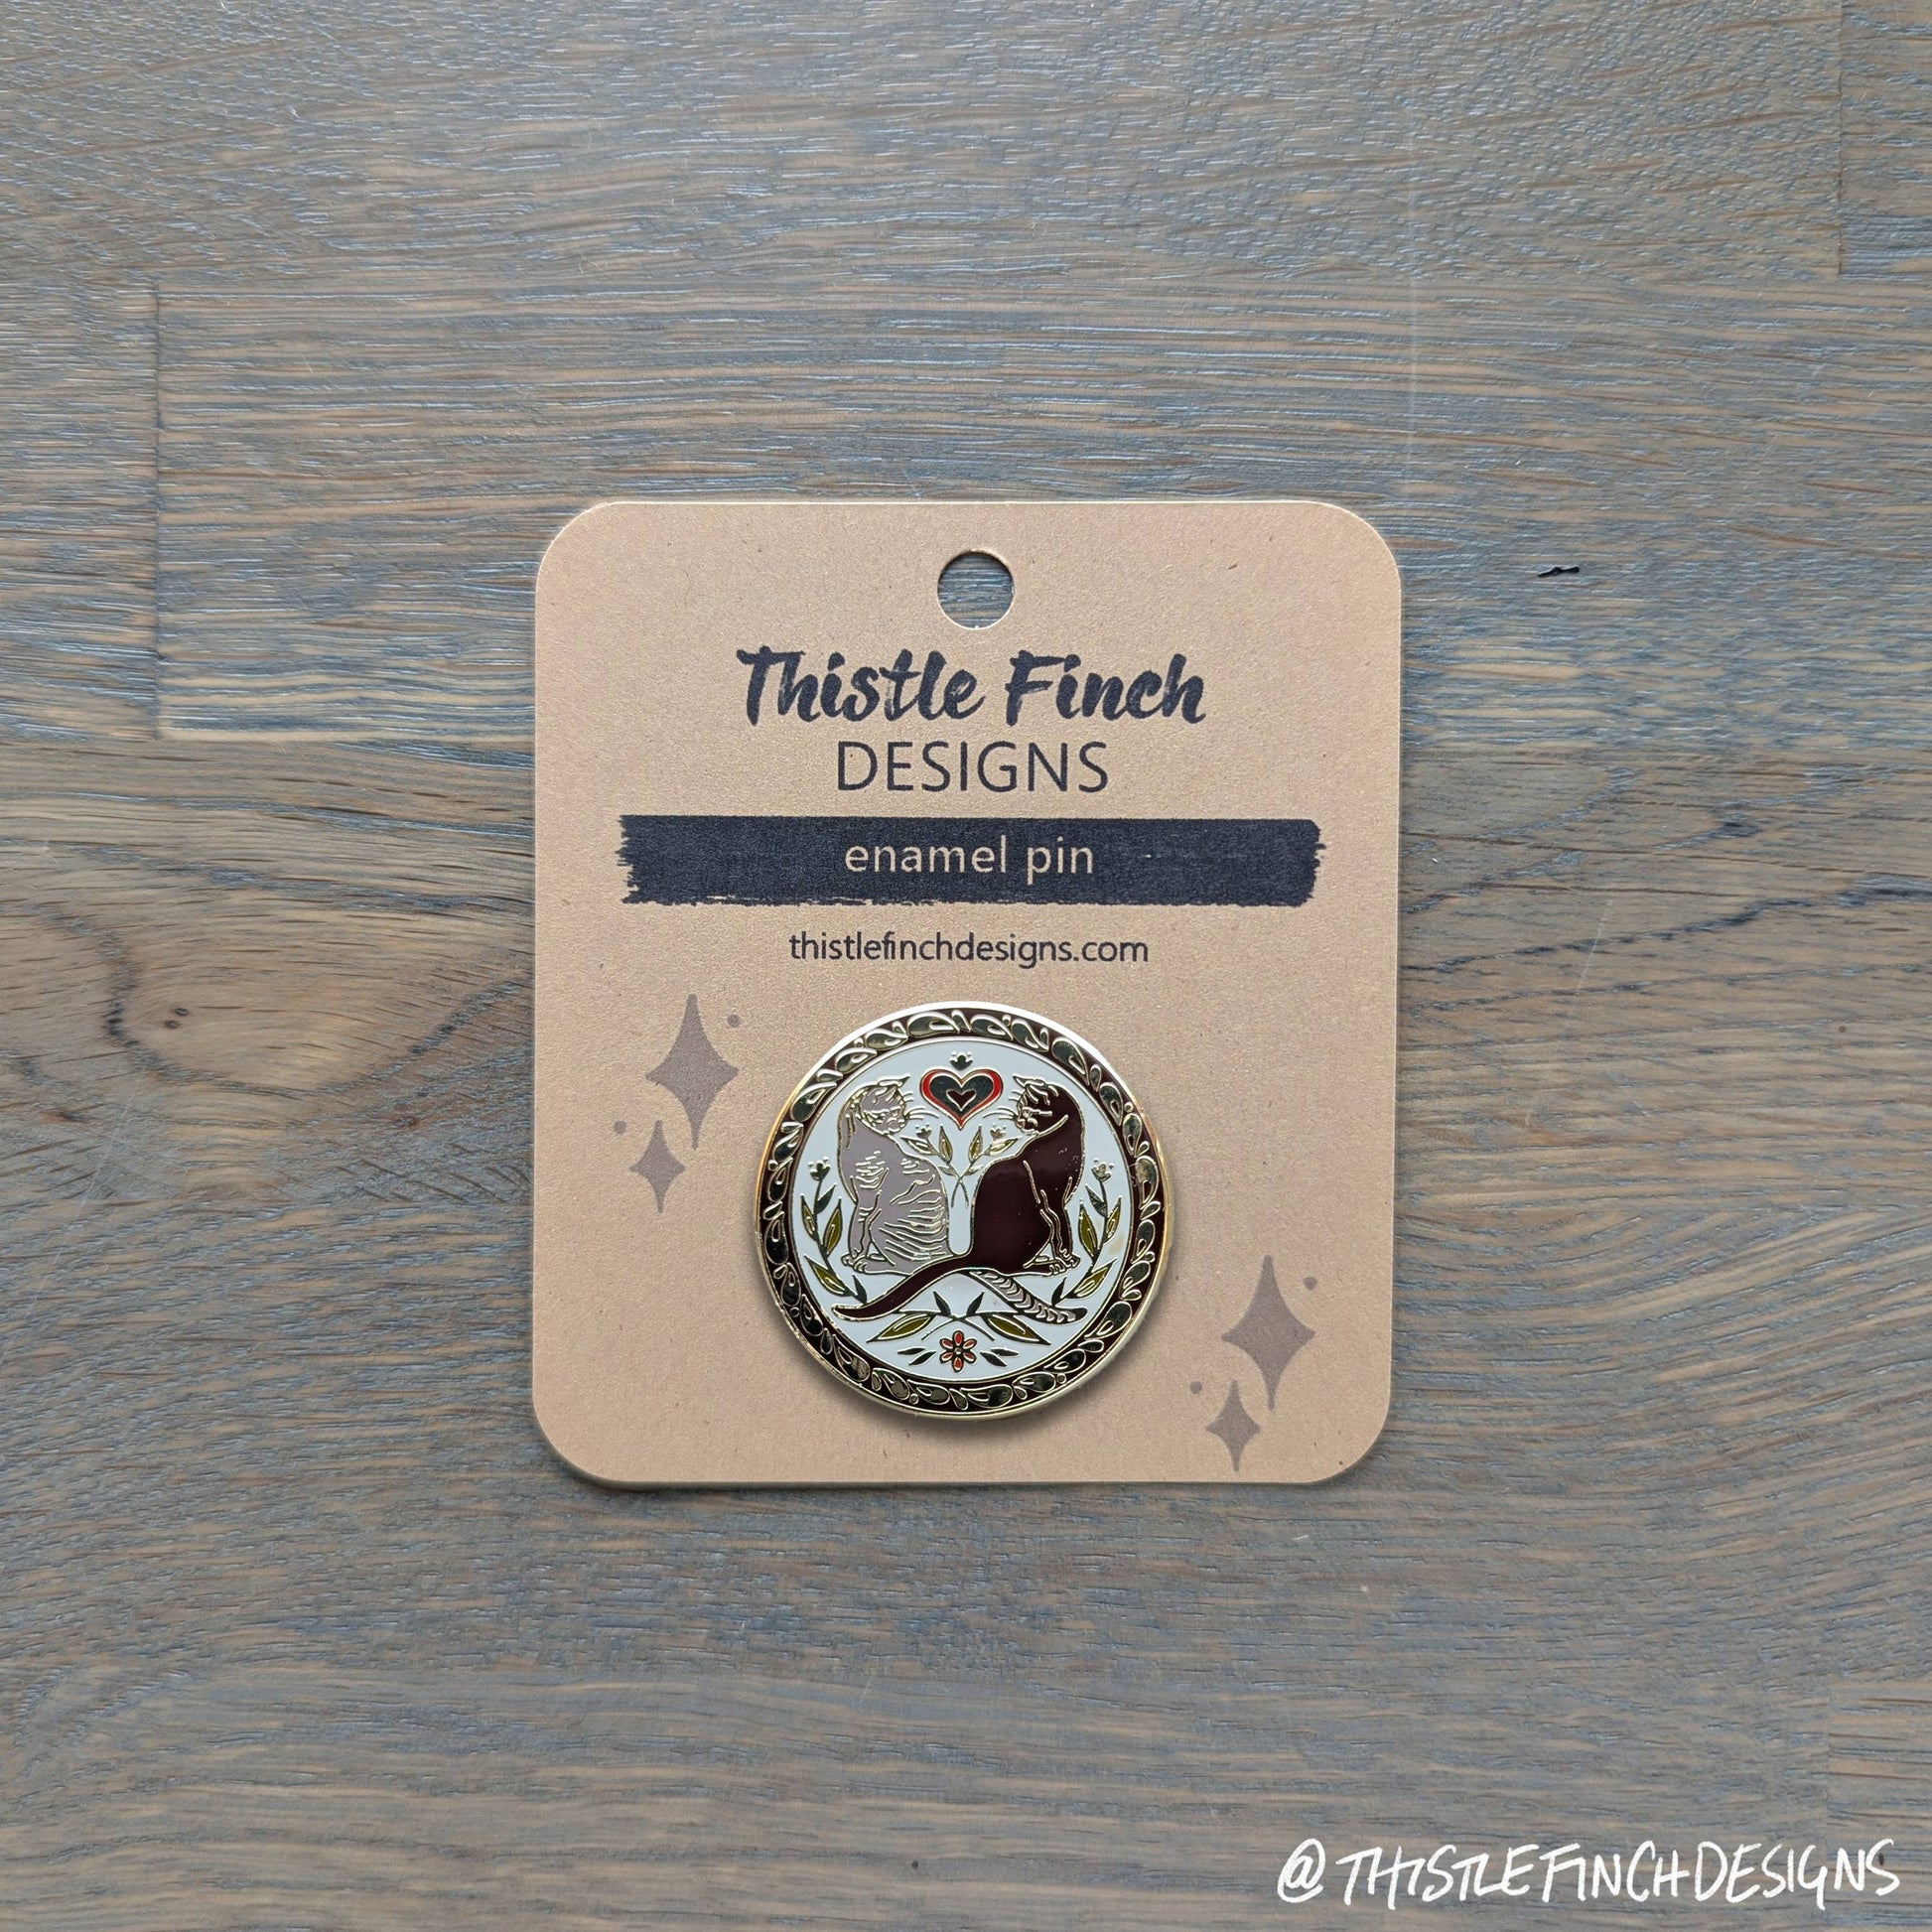 Thistle Finch
DESIGNS
enamel pin
thistlefinchdesigns.com
@THISTLEFINCHDESIGNS